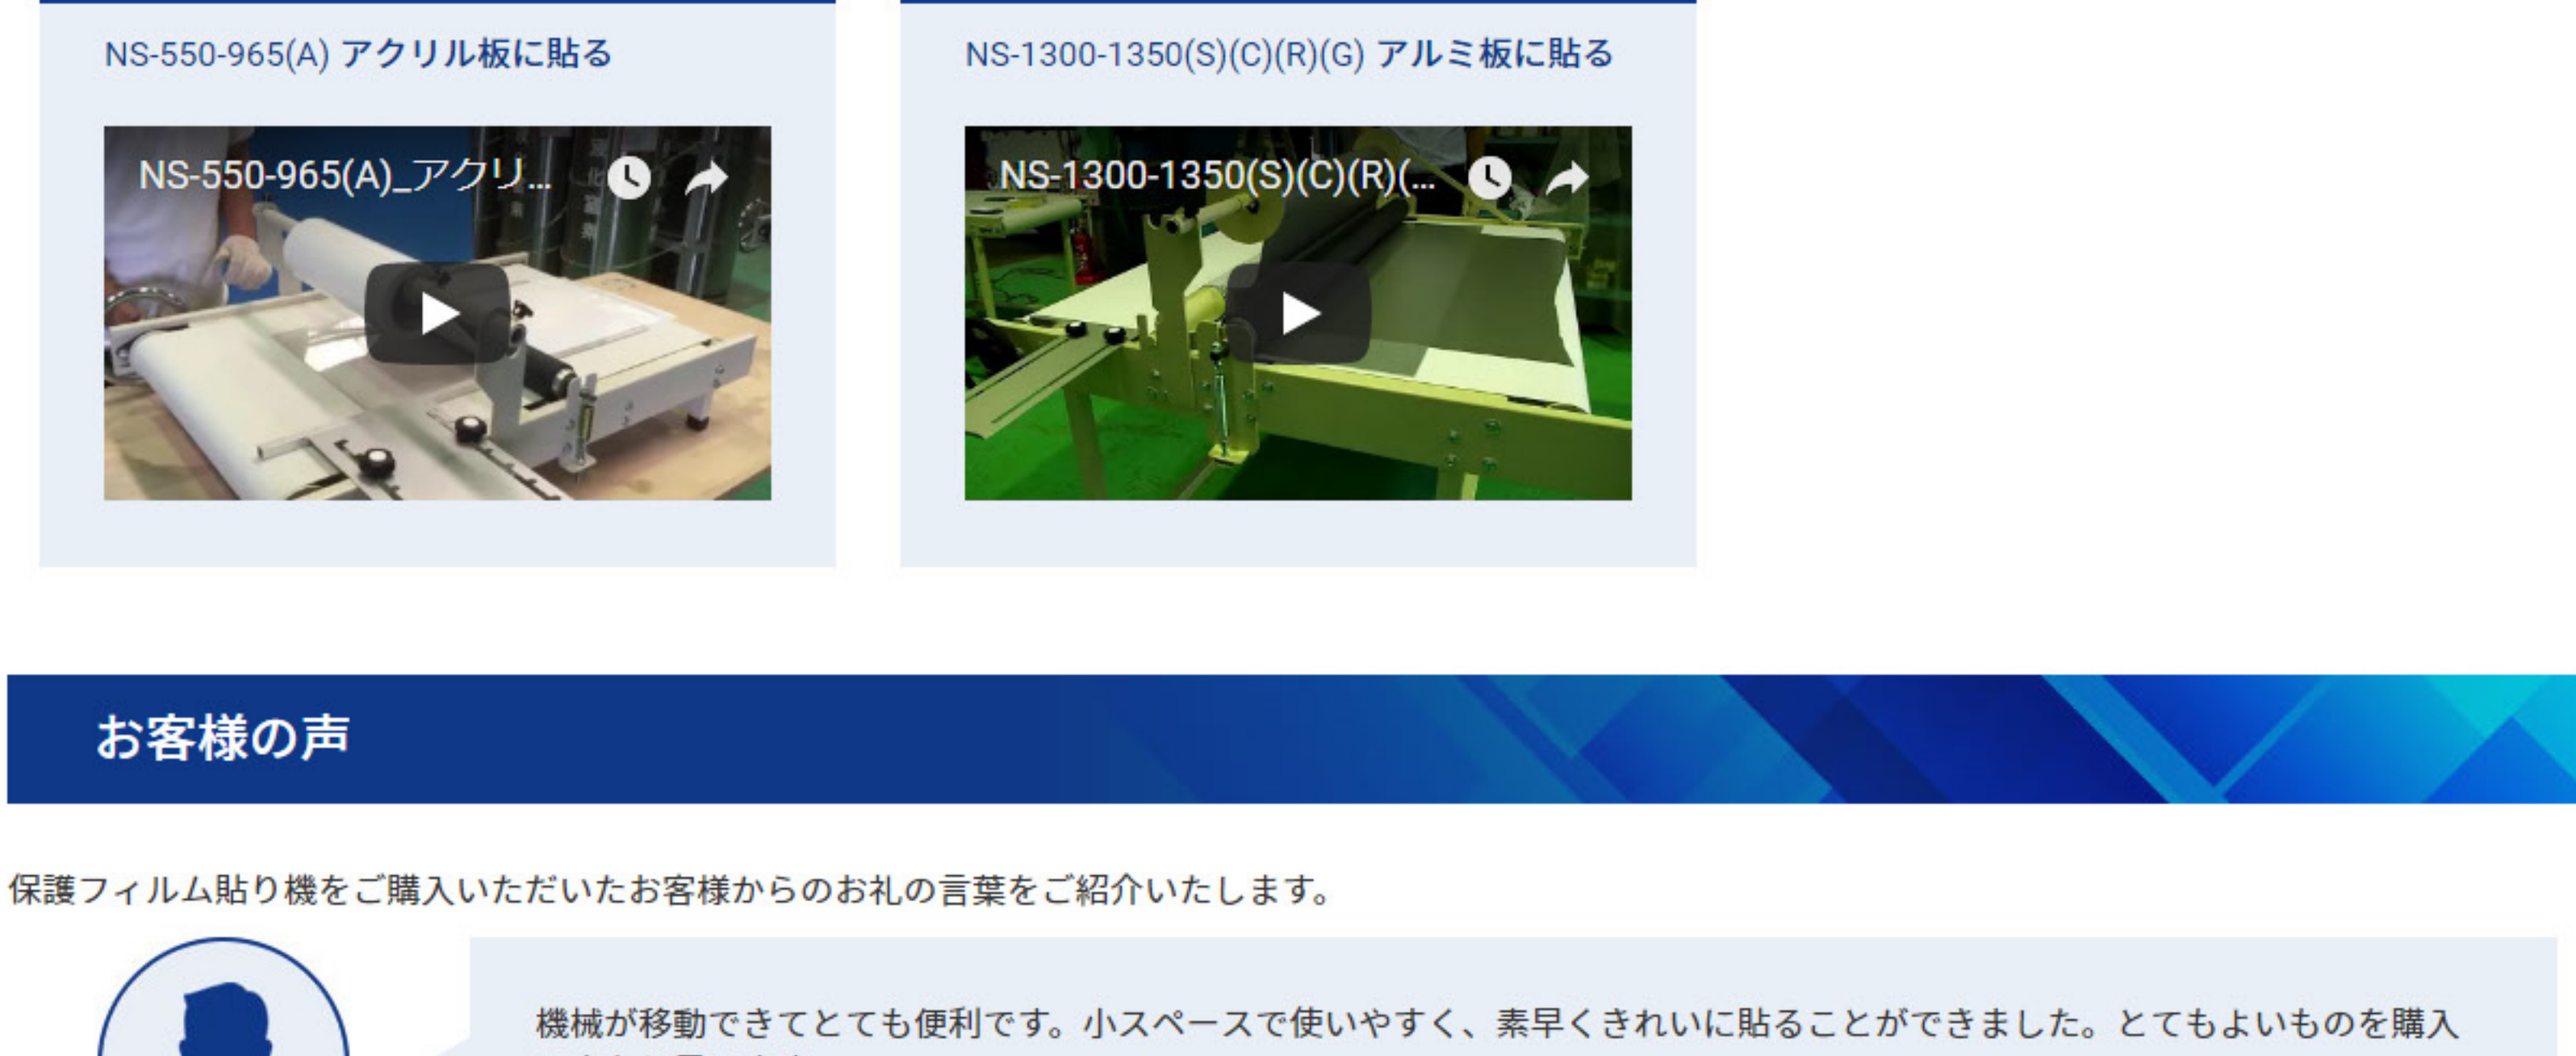 NS-550-965(A) アクリル板に貼る
NS-1300-1350(S)(C)(R)(G) アルミ板に貼る
NS-550-965(A)_アクリ...
NS-1300-1350(S)(C)(R)(...
お客様の声
保護フィルム貼り機をご購入いただいたお客様からのお礼の言葉をご紹介いたします。
機械が移動できてとても便利です。小スペースで使いやすく、素早くきれいに貼ることができました。とてもよいものを購入